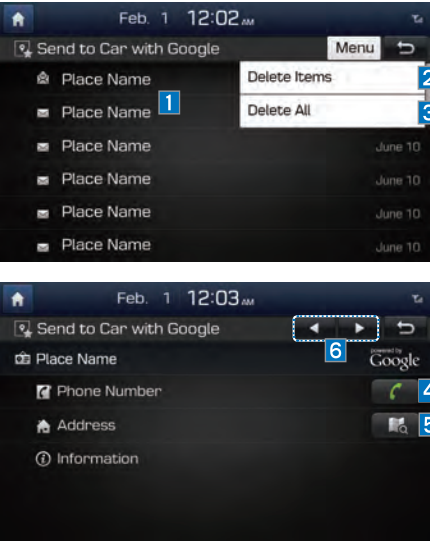 Feb. 1 12:02 AM
Send to Car with Google Menu
Place Name Delete Items 2
Place Name 1 Delete All 3
Place Name June 10
Place Name June 10
Place Name June 10
Place Name June 10
Feb. 1 12:03 AM
Send to Car with Google
6
Place Name powered by Google
Phone Number 4
Address 5
Information